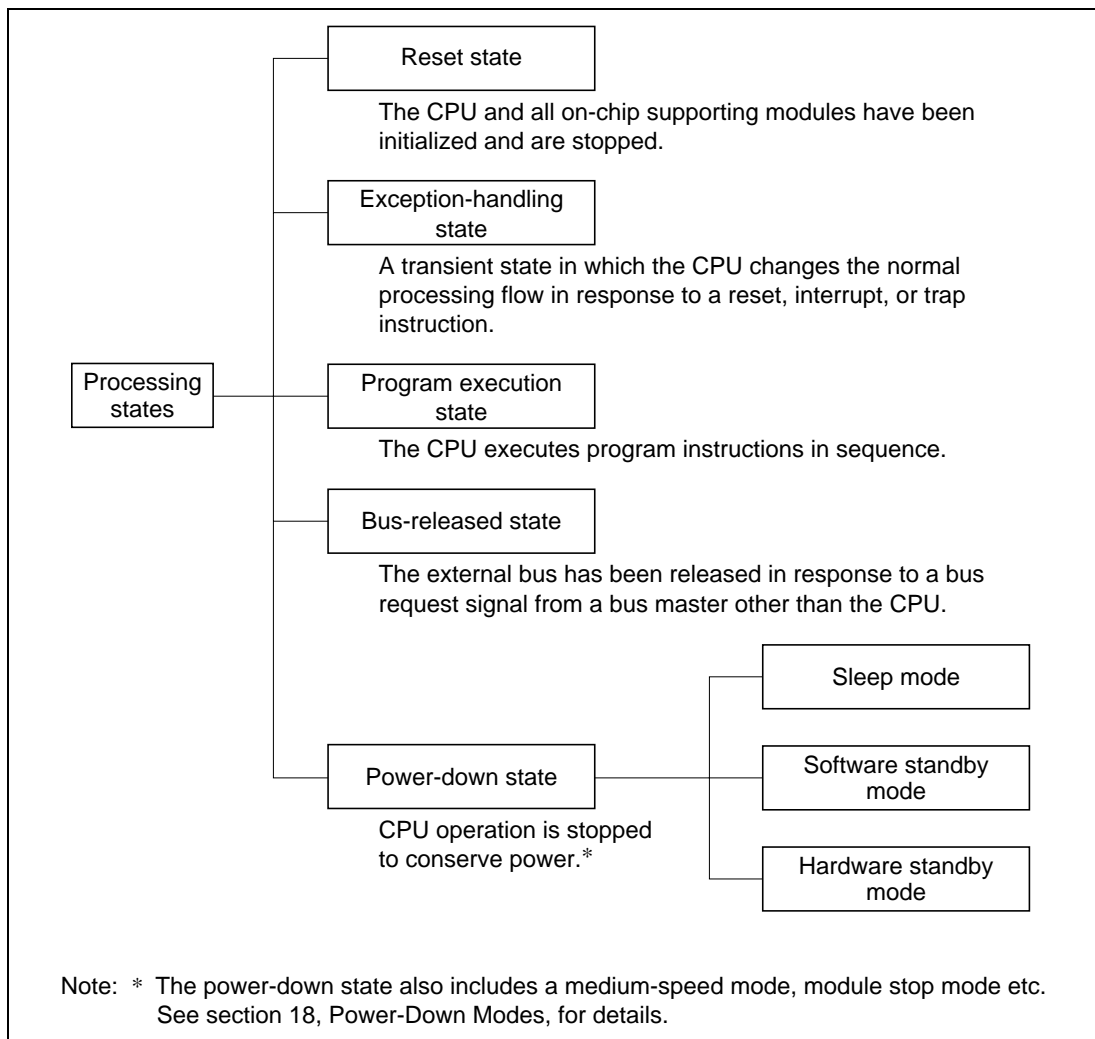 Reset state
The CPU and all on-chip supporting modules have been
initialized and are stopped.
Exception-handling
state
A transient state in which the CPU changes the normal
processing flow in response to a reset, interrupt, or trap
instruction.
Processing
states
Program execution
state
The CPU executes program instructions in sequence.
Bus-released state
The external bus has been released in response to a bus
request signal from a bus master other than the CPU.
Sleep mode
Power-down state
CPU operation is stopped
to conserve power.*
Software standby
mode
Hardware standby
mode
Note: * The power-down state also includes a medium-speed mode, module stop mode etc.
See section 18, Power-Down Modes, for details.